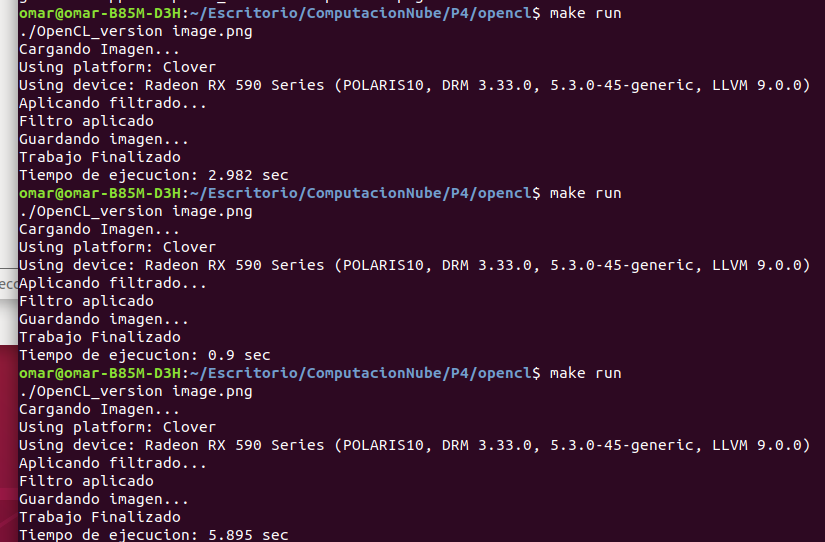 omar@omar-B85M-D3H:~/Escritorio/ComputacionNube/P4/opencl$ make run
./OpenCL_version image.png
Cargando Imagen...
Using platform: Clover
Using device: Radeon RX 590 Series (POLARIS10, DRM 3.33.0, 5.3.0-45-generic, LLVM 9.0.0)
Aplicando filtrado...
Filtro aplicado
Guardando imagen...
Trabajo Finalizado
Tiempo de ejecucion: 2.982 sec
omar@omar-B85M-D3H:~/Escritorio/ComputacionNube/P4/opencl$ make run
./OpenCL_version image.png
Cargando Imagen...
Using platform: Clover
Using device: Radeon RX 590 Series (POLARIS10, DRM 3.33.0, 5.3.0-45-generic, LLVM 9.0.0)
Aplicando filtrado...
Filtro aplicado
Guardando imagen...
Trabajo Finalizado
Tiempo de ejecucion: 0.9 sec
omar@omar-B85M-D3H:~/Escritorio/ComputacionNube/P4/opencl$ make run
./OpenCL_version image.png
Cargando Imagen...
Using platform: Clover
Using device: Radeon RX 590 Series (POLARIS10, DRM 3.33.0, 5.3.0-45-generic, LLVM 9.0.0)
Aplicando filtrado...
Filtro aplicado
Guardando imagen...
Trabajo Finalizado
Tiempo de ejecucion: 5.895 sec